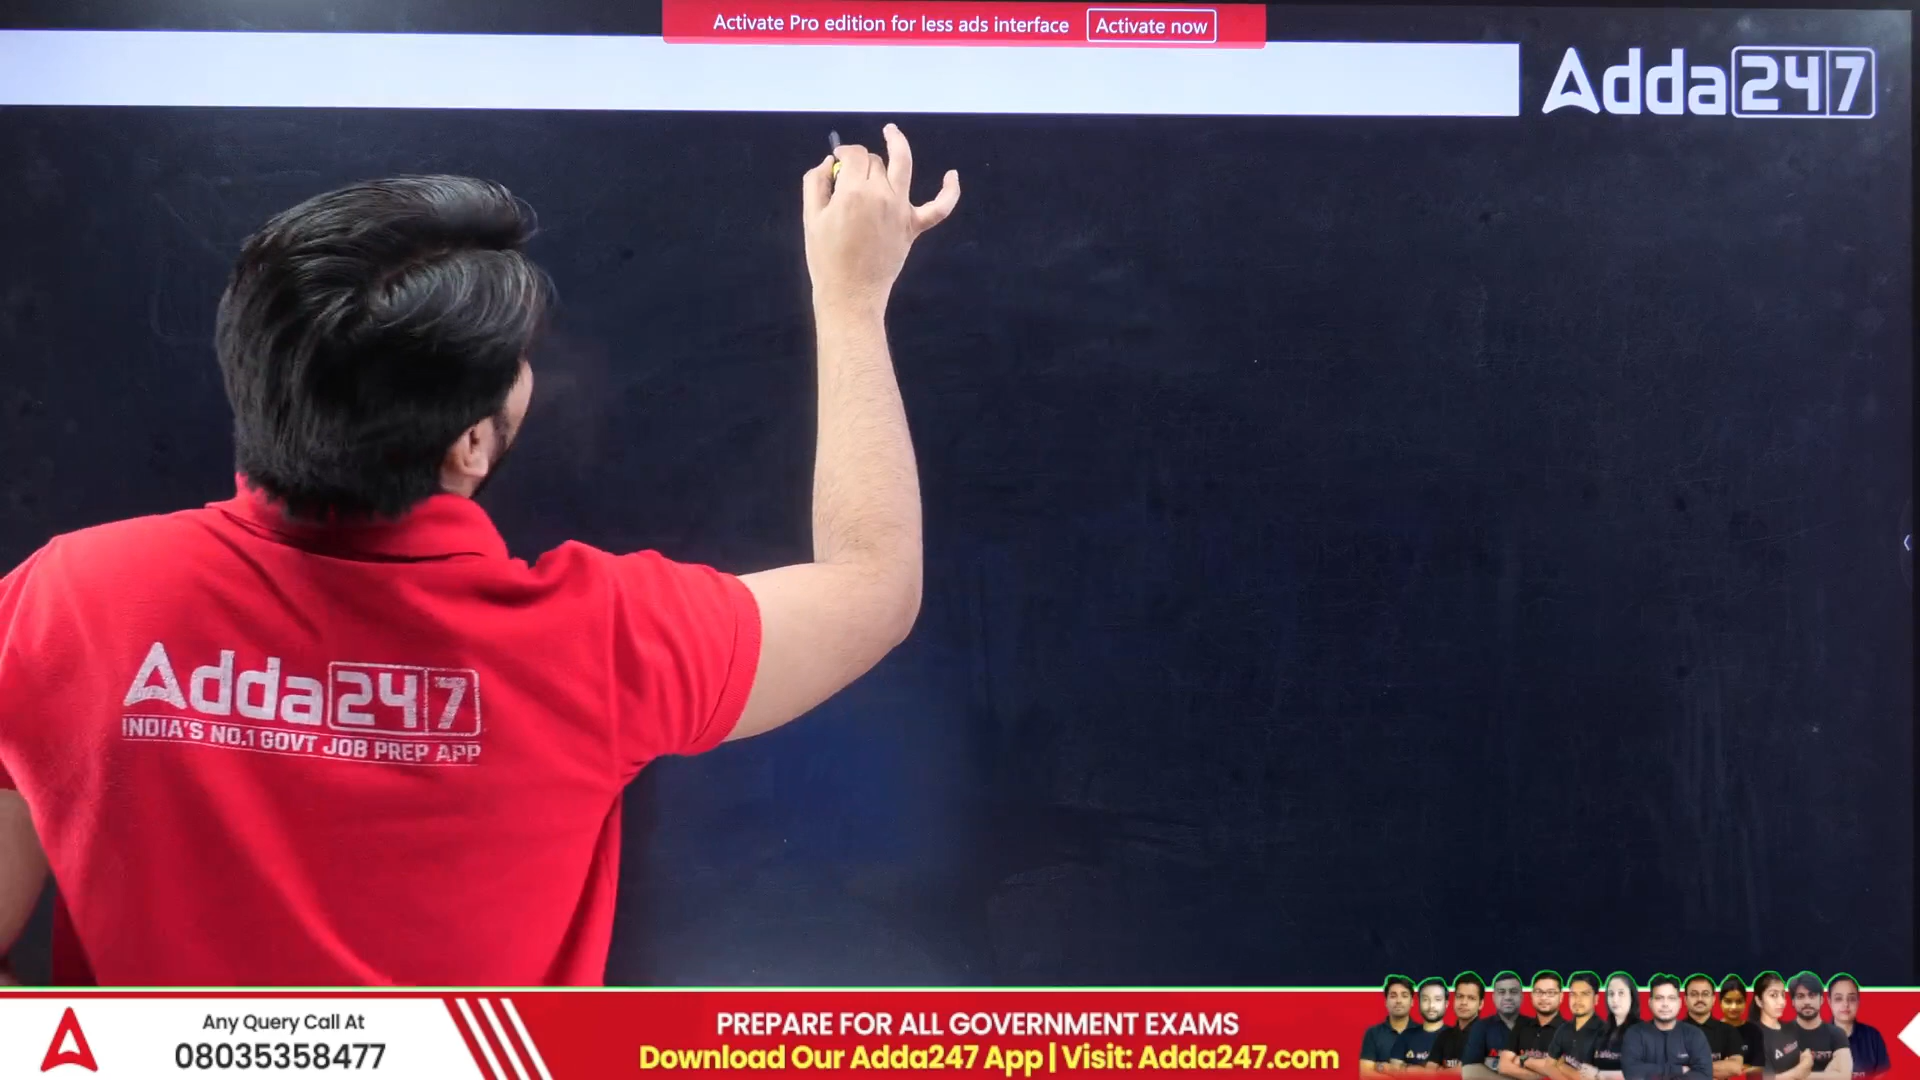 Activate Pro edition for less ads interface Activate now
Adda247
Adda247
INDIA'S NO.1 GOVT JOB PREP APP
Any Query Call At
08035358477
PREPARE FOR ALL GOVERNMENT EXAMS
Download Our Adda247 App | Visit: Adda247.com